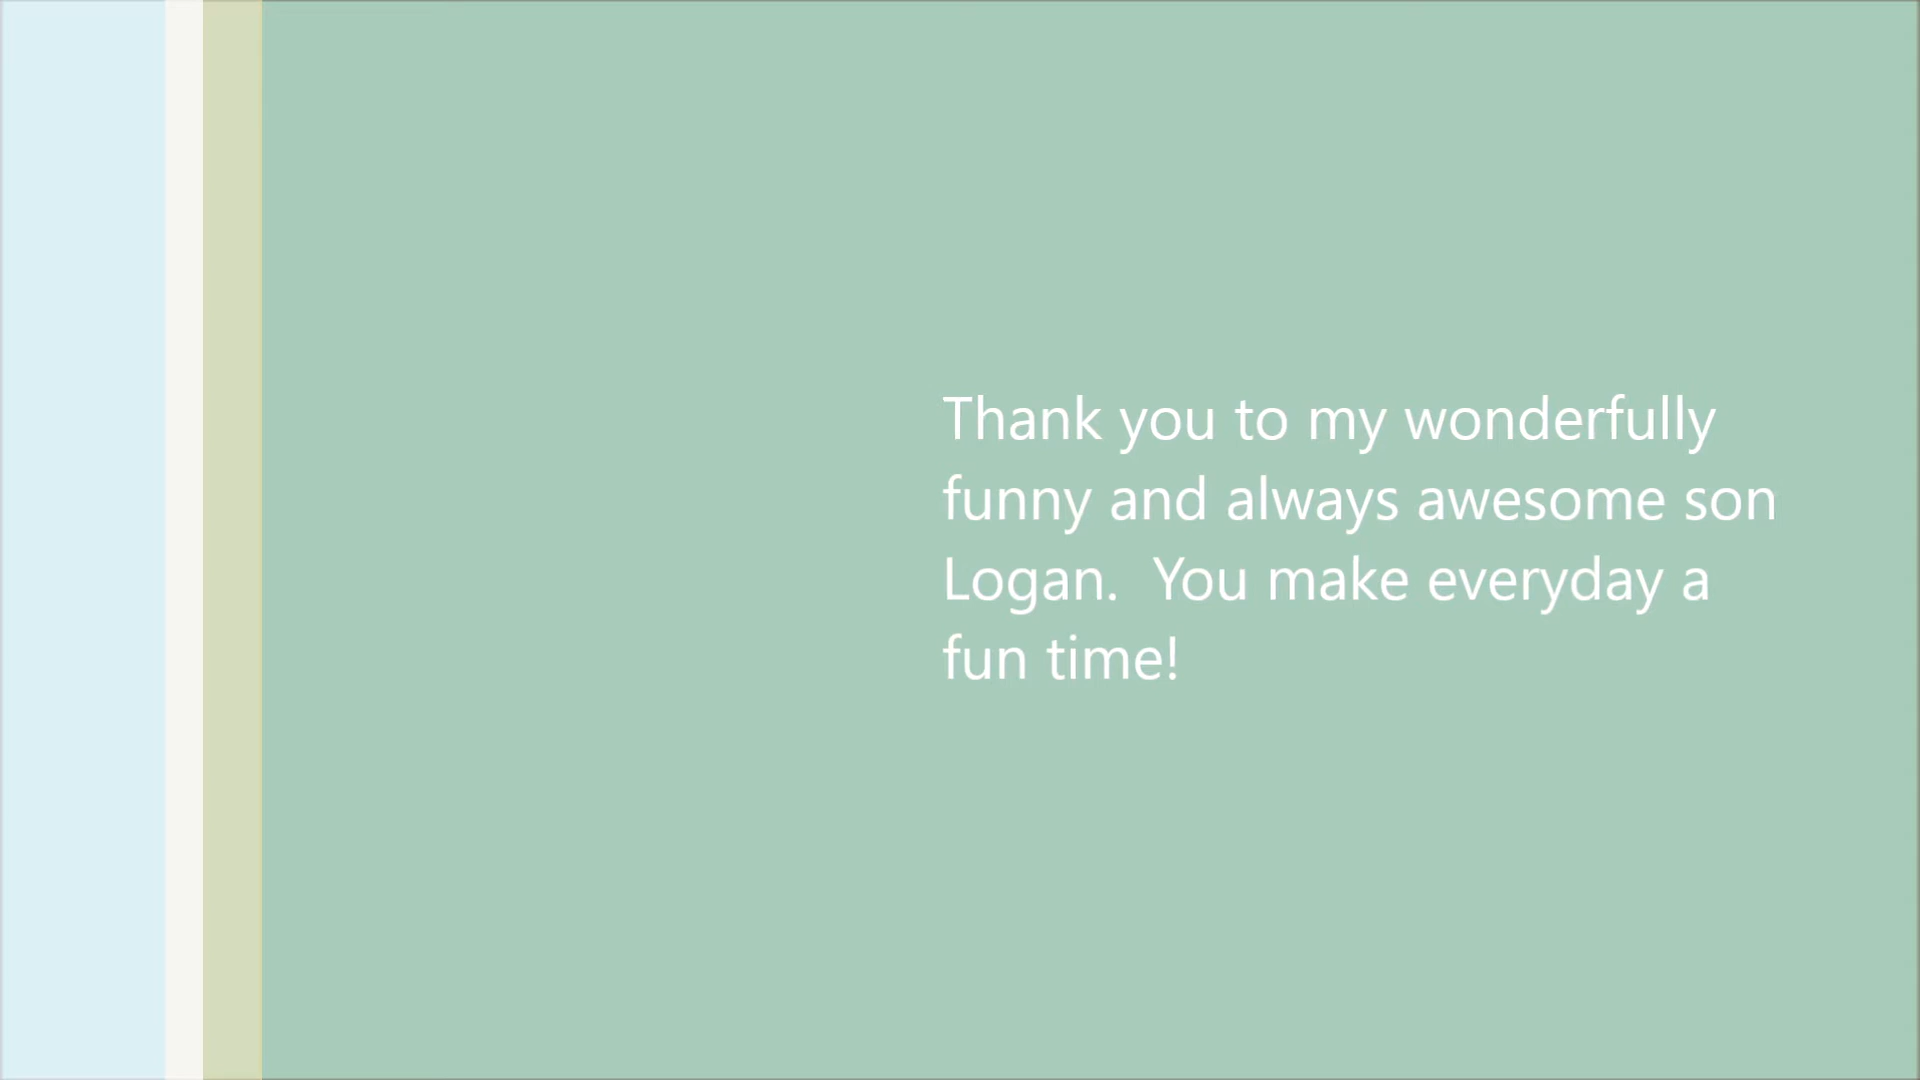 Thank you to my wonderfully
funny and always awesome son
Logan.  You make everyday a
fun time!